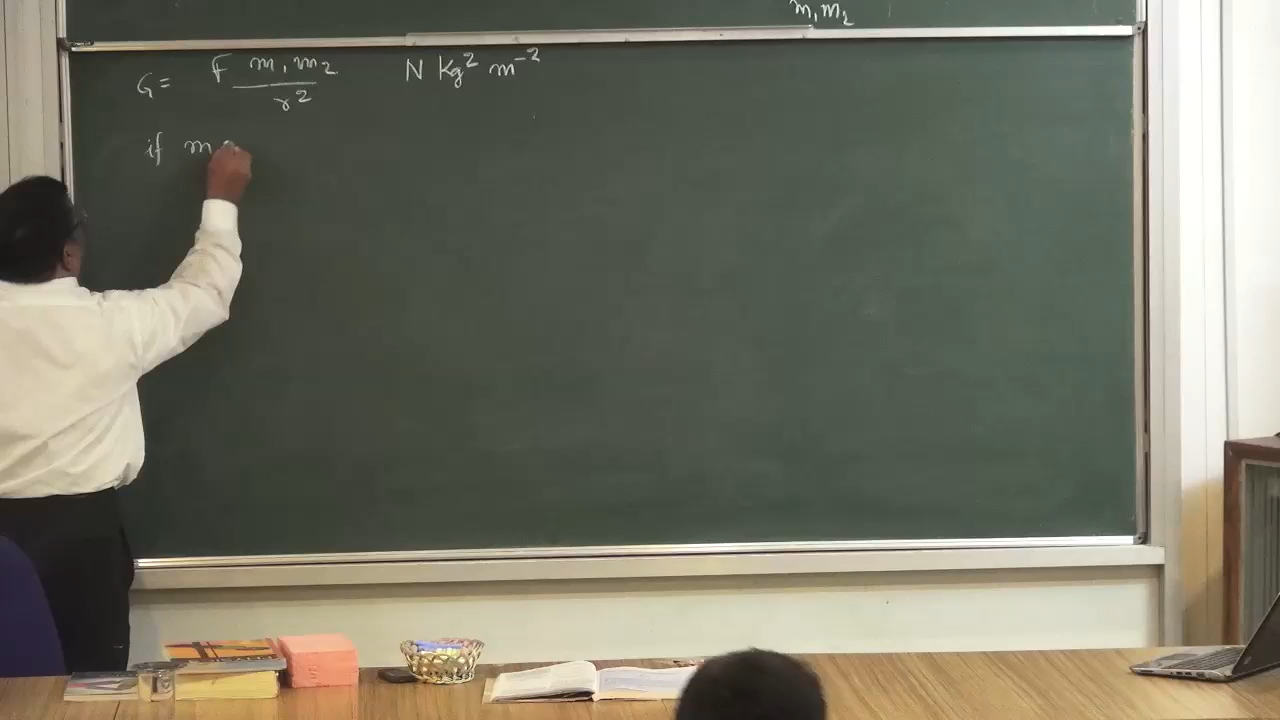 m₁m₂
G = F m₁m₂ / r² N Kg² m⁻²
if m